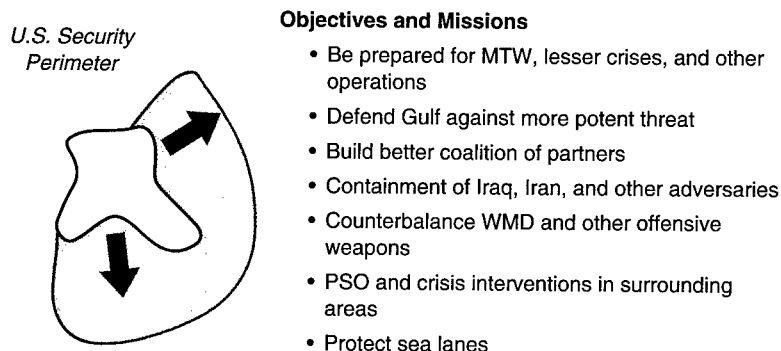 U.S. Security
Perimeter
Objectives and Missions
• Be prepared for MTW, lesser crises, and other
operations
• Defend Gulf against more potent threat
• Build better coalition of partners
• Containment of Iraq, Iran, and other adversaries
• Counterbalance WMD and other offensive
weapons
• PSO and crisis interventions in surrounding
areas
• Protect sea lanes